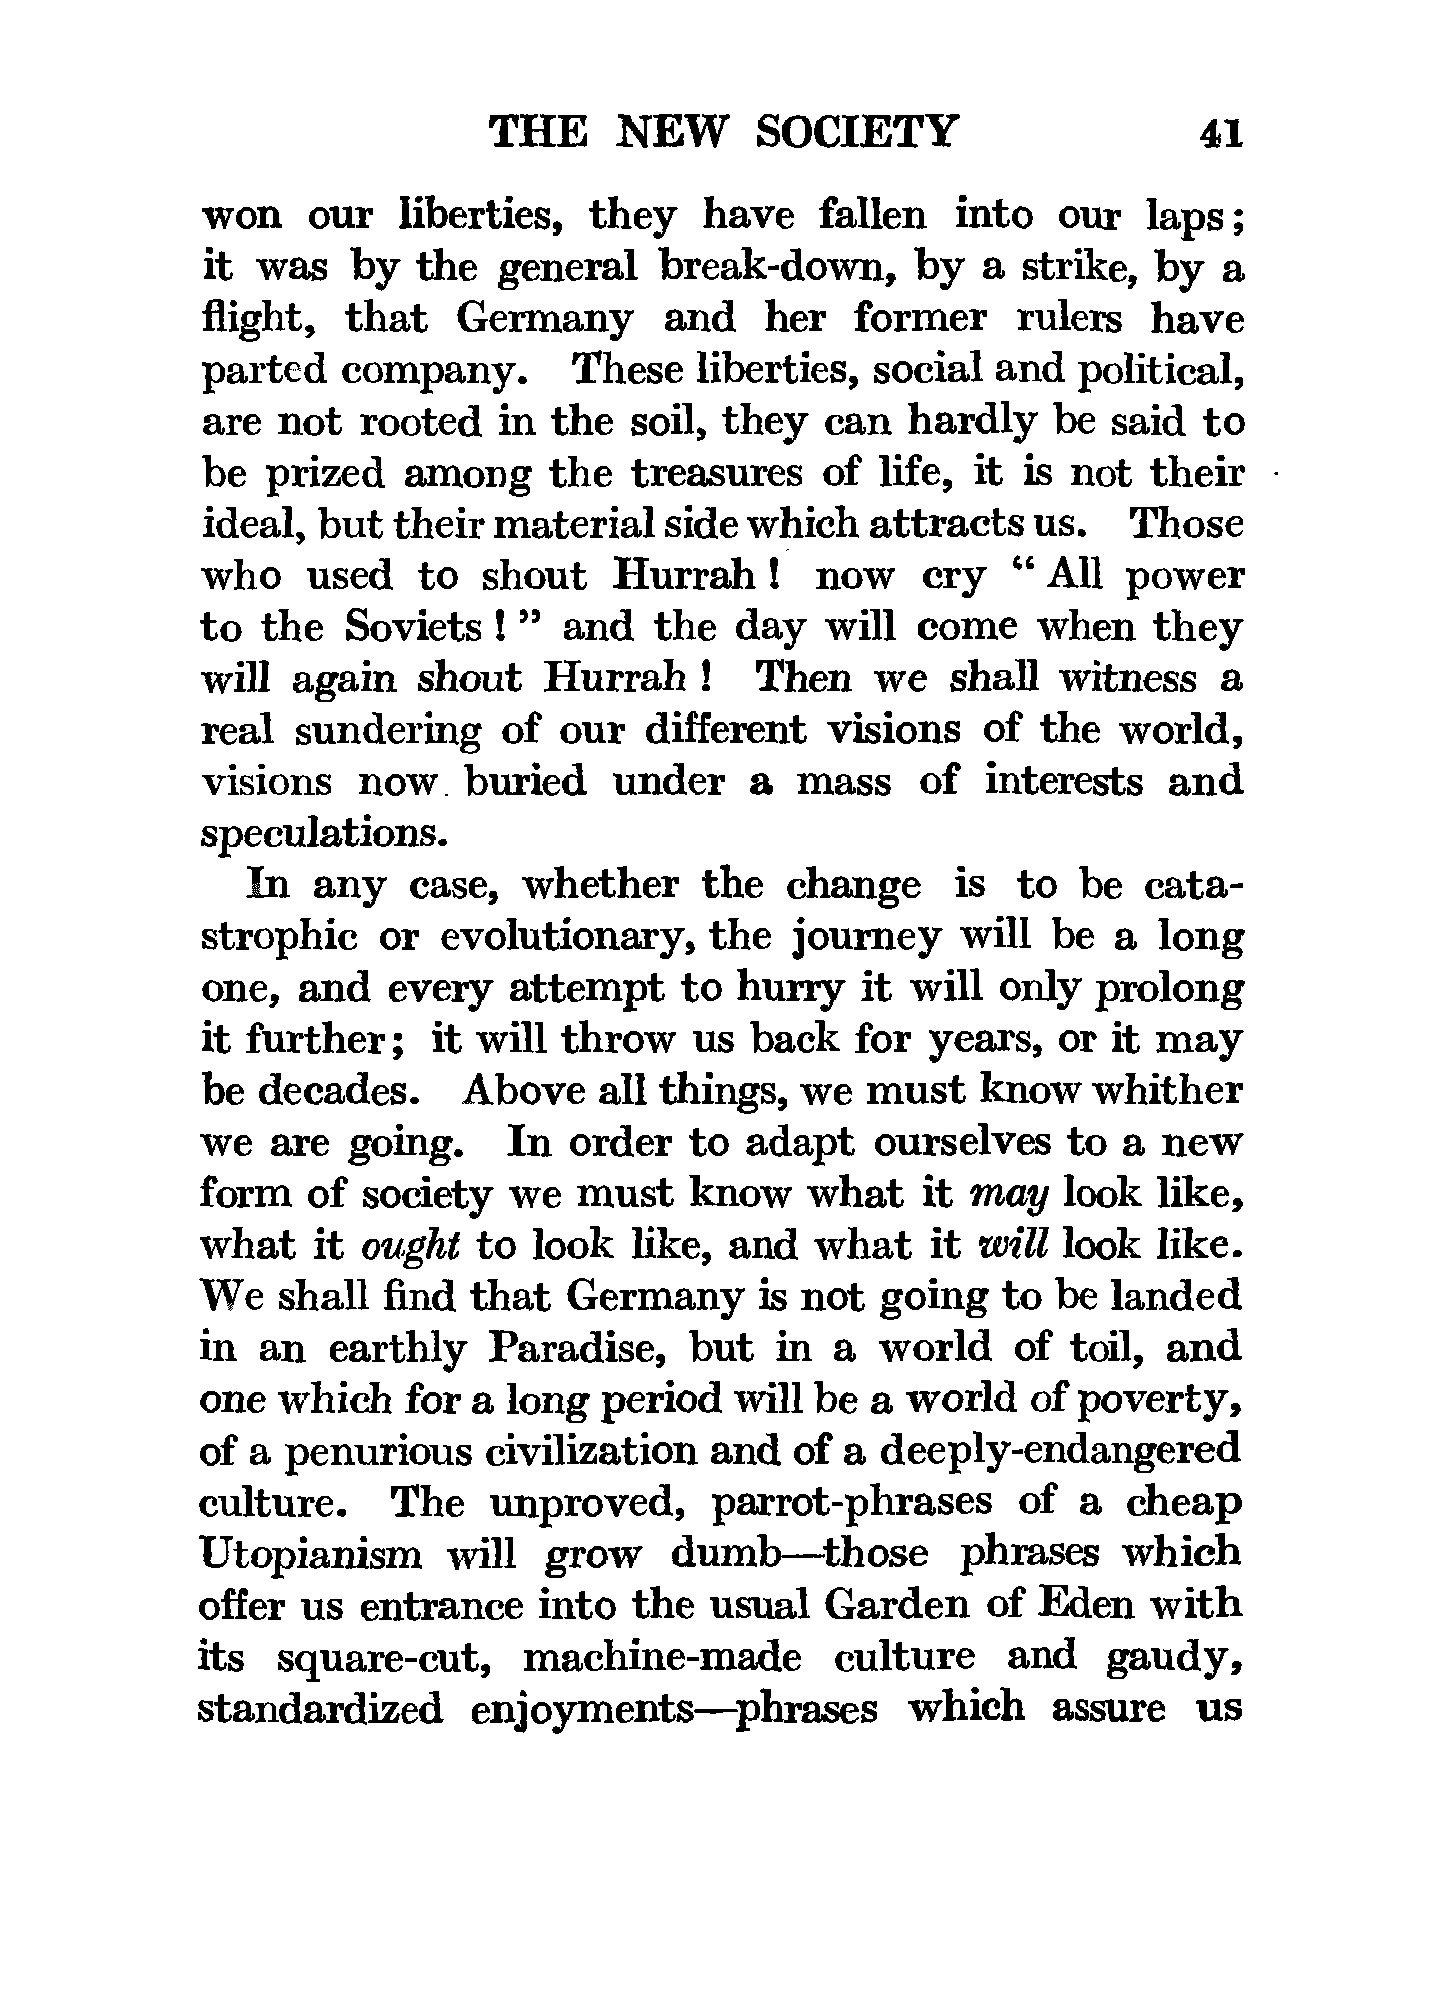 THE NEW SOCIETY 41
won our liberties, they have fallen into our laps;
it was by the general break-down, by a strike, by a
flight, that Germany and her former rulers have
parted company. These liberties, social and political,
are not rooted in the soil, they can hardly be said to
be prized among the treasures of life, it is not their
ideal, but their material side which attracts us. Those
who used to shout Hurrah ! now cry “ All power
to the Soviets ! ” and the day will come when they
will again shout Hurrah ! Then we shall witness a
real sundering of our different visions of the world,
visions now buried under a mass of interests and
speculations.
In any case, whether the change is to be cata-
strophic or evolutionary, the journey will be a long
one, and every attempt to hurry it will only prolong
it further; it will throw us back for years, or it may
be decades. Above all things, we must know whither
we are going. In order to adapt ourselves to a new
form of society we must know what it may look like,
what it ought to look like, and what it will look like.
We shall find that Germany is not going to be landed
in an earthly Paradise, but in a world of toil, and
one which for a long period will be a world of poverty,
of a penurious civilization and of a deeply-endangered
culture. The unproved, parrot-phrases of a cheap
Utopianism will grow dumb—those phrases which
offer us entrance into the usual Garden of Eden with
its square-cut, machine-made culture and gaudy,
standardized enjoyments—phrases which assure us